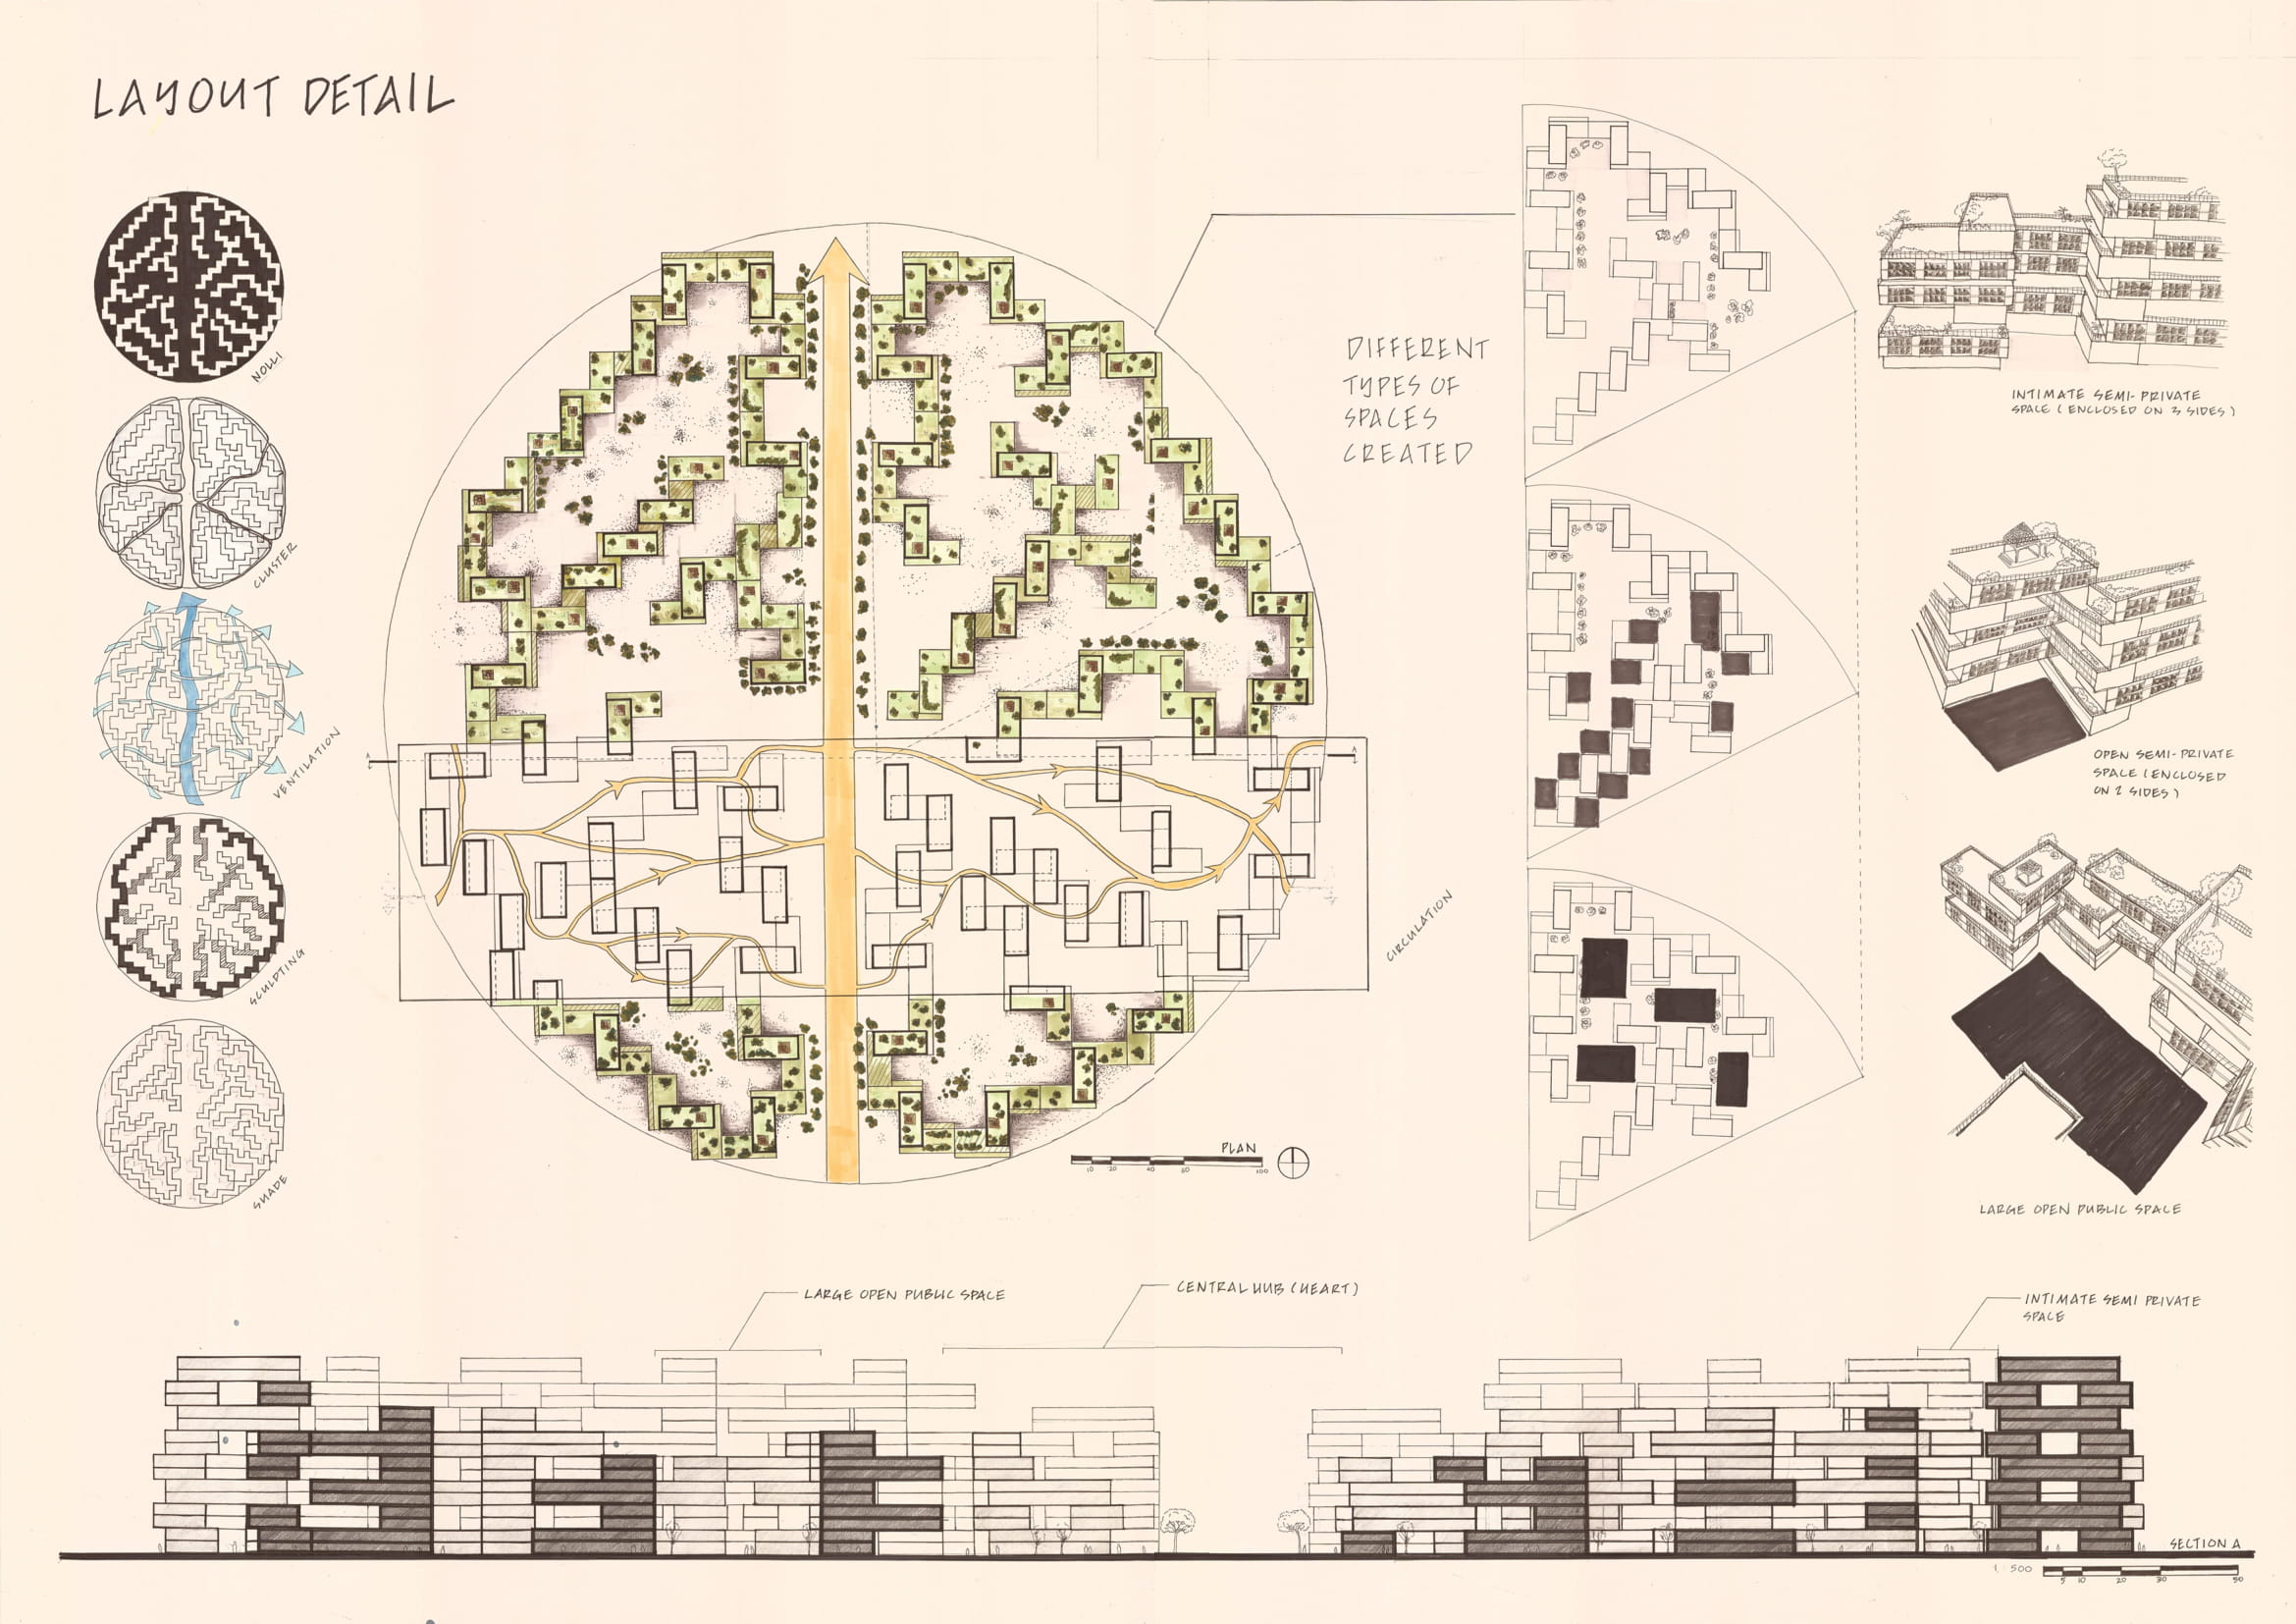 LAYOUT DETAIL
NOLLI
CLUSTER
VENTILATION
SCULPTING
SHADE
A
A
CIRCULATION
PLAN
10 20 40 60 100
DIFFERENT
TYPES OF
SPACES
CREATED
INTIMATE SEMI-PRIVATE
SPACE (ENCLOSED ON 3 SIDES)
OPEN SEMI-PRIVATE
SPACE (ENCLOSED
ON 2 SIDES)
LARGE OPEN PUBLIC SPACE
LARGE OPEN PUBLIC SPACE
CENTRAL HUB (HEART)
INTIMATE SEMI PRIVATE
SPACE
SECTION A
1:500
5 10 20 30 50